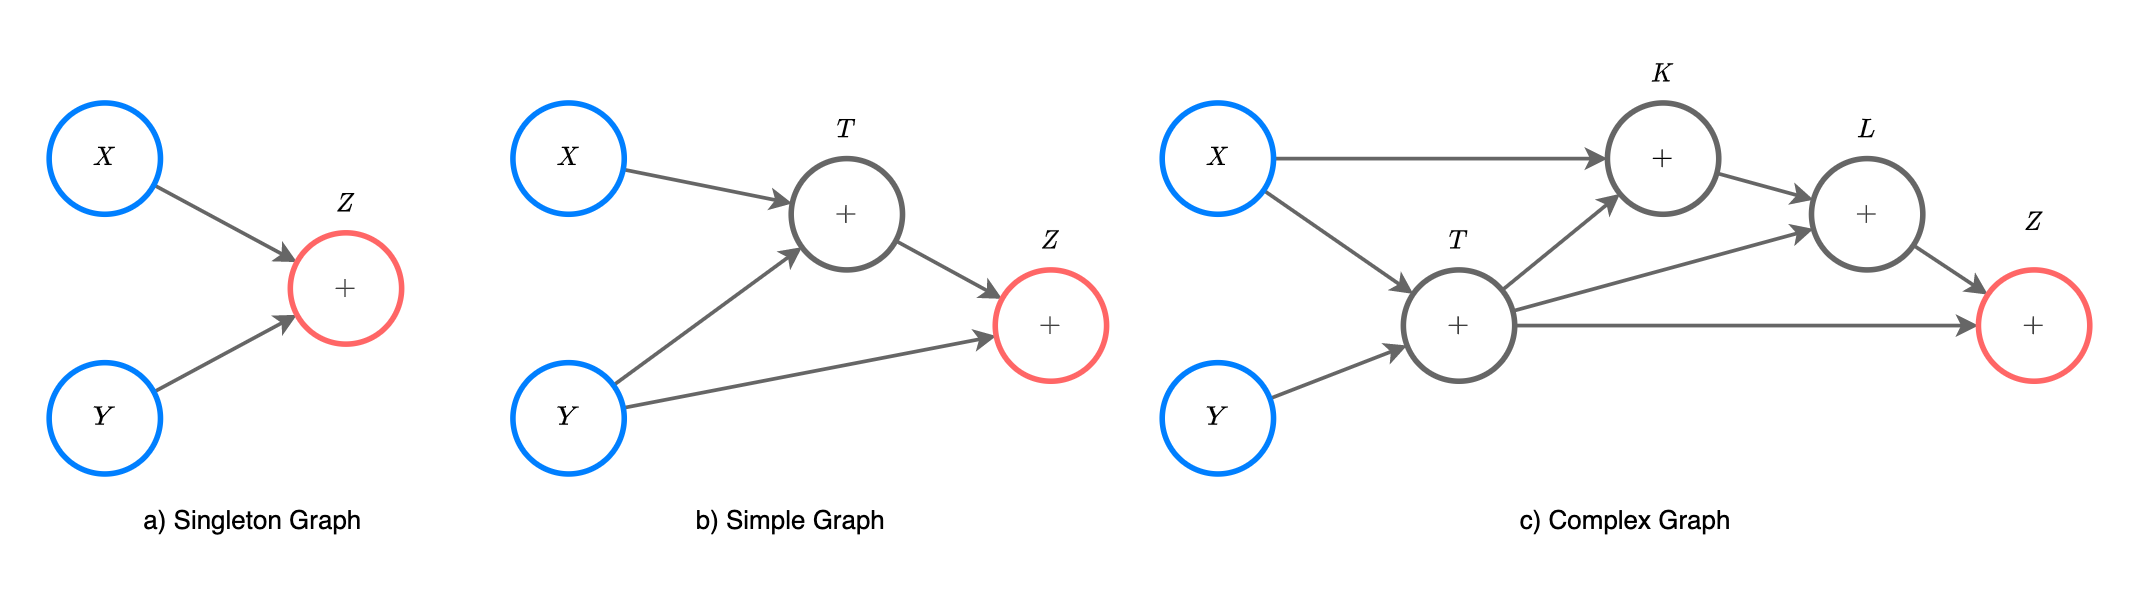 X
Z
+
Y
a) Singleton Graph
X
T
+
Z
+
Y
b) Simple Graph
X
K
+
L
+
T
+
Z
+
Y
c) Complex Graph